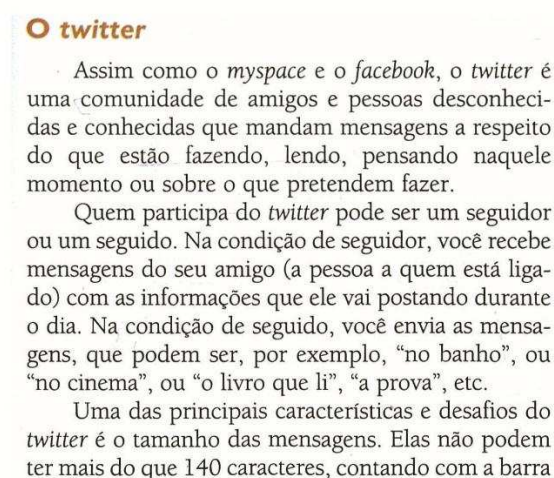 O twitter
Assim como o myspace e o facebook, o twitter é
uma comunidade de amigos e pessoas desconheci-
das e conhecidas que mandam mensagens a respeito
do que estão fazendo, lendo, pensando naquele
momento ou sobre o que pretendem fazer.
Quem participa do twitter pode ser um seguidor
ou um seguido. Na condição de seguidor, você recebe
mensagens do seu amigo (a pessoa a quem está liga-
do) com as informações que ele vai postando durante
o dia. Na condição de seguido, você envia as mensa-
gens, que podem ser, por exemplo, “no banho”, ou
“no cinema”, ou “o livro que li”, “a prova”, etc.
Uma das principais características e desafios do
twitter é o tamanho das mensagens. Elas não podem
ter mais do que 140 caracteres, contando com a barra